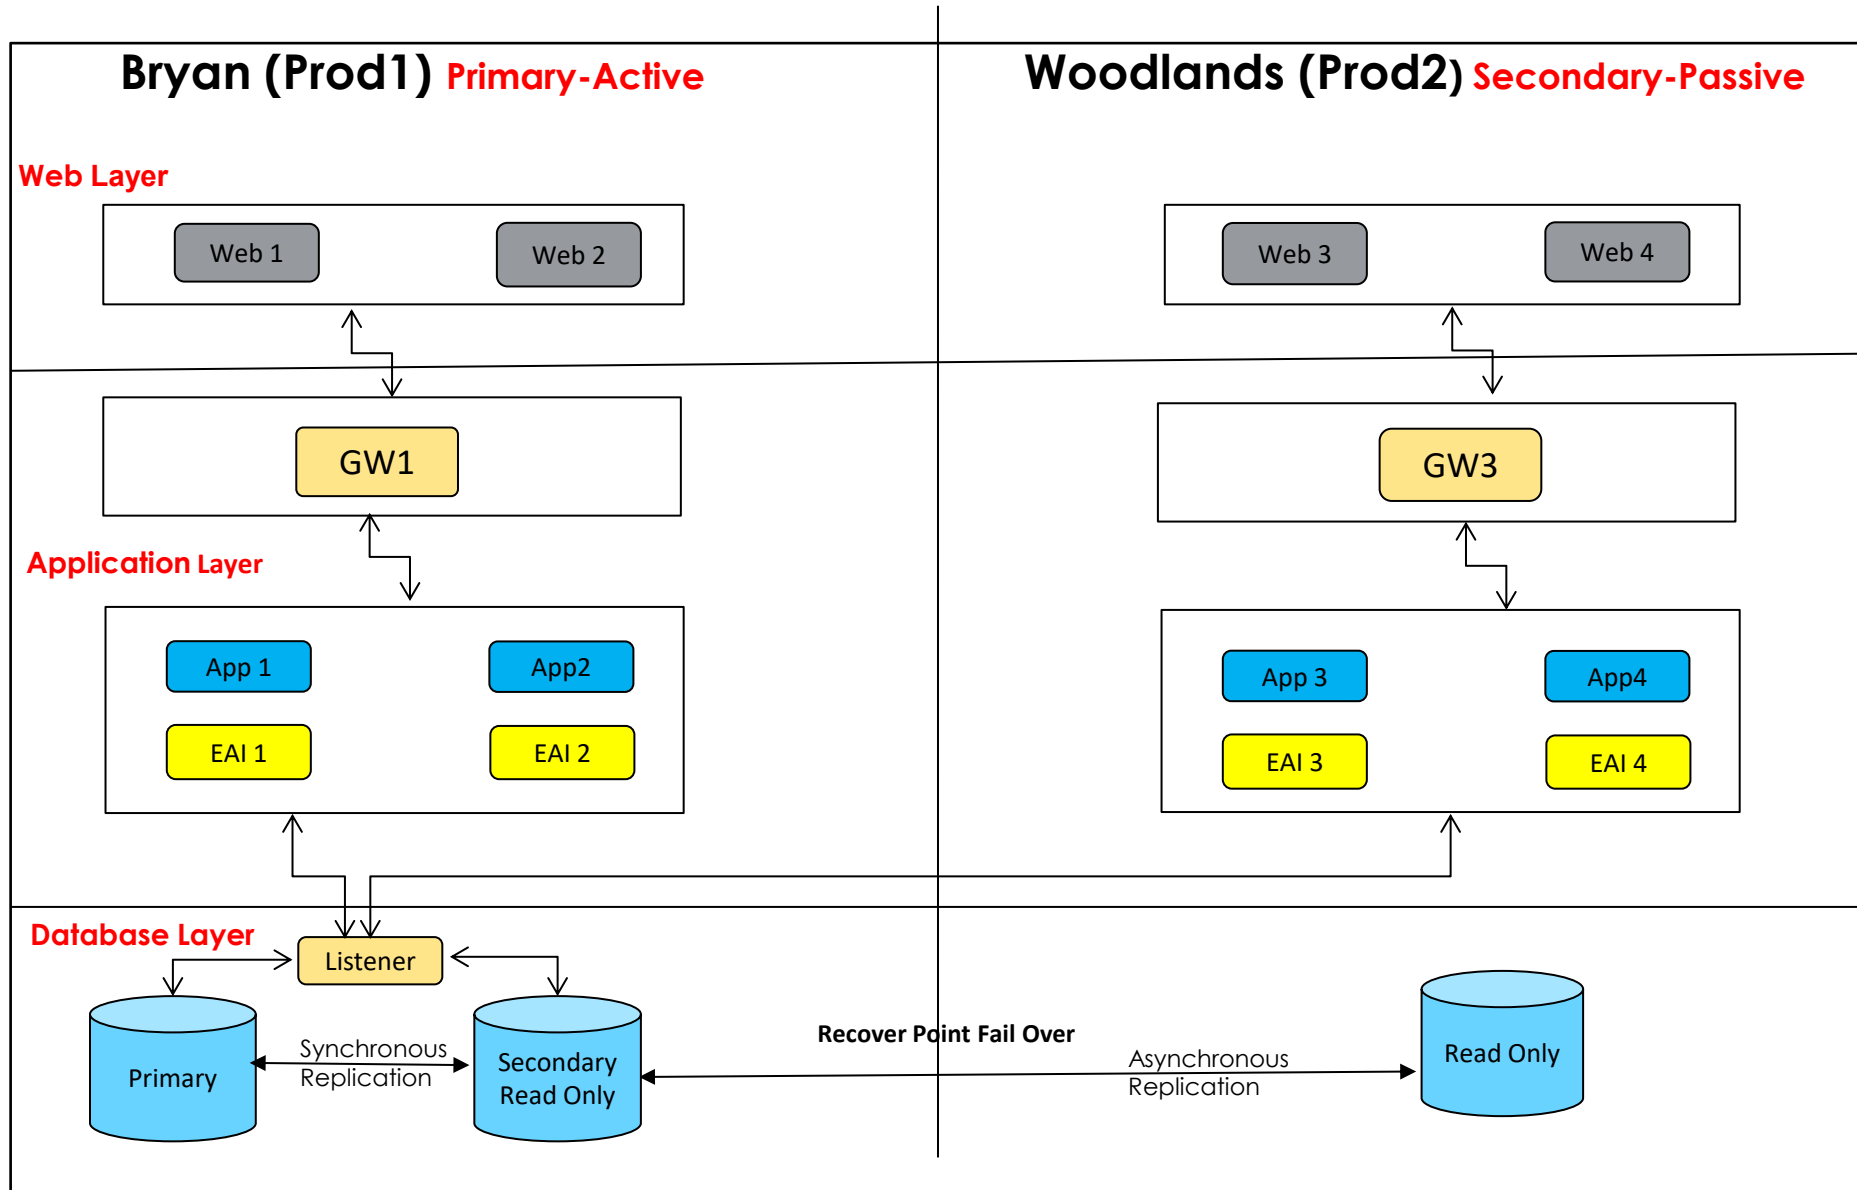 Bryan (Prod1) Primary-Active
Woodlands (Prod2) Secondary-Passive
Web Layer
Web 1
Web 2
Web 3
Web 4
GW1
GW3
Application Layer
App 1
App2
App 3
App4
EAI 1
EAI 2
EAI 3
EAI 4
Database Layer
Listener
Primary
Synchronous
Replication
Secondary
Read Only
Recover Point Fail Over
Asynchronous
Replication
Read Only